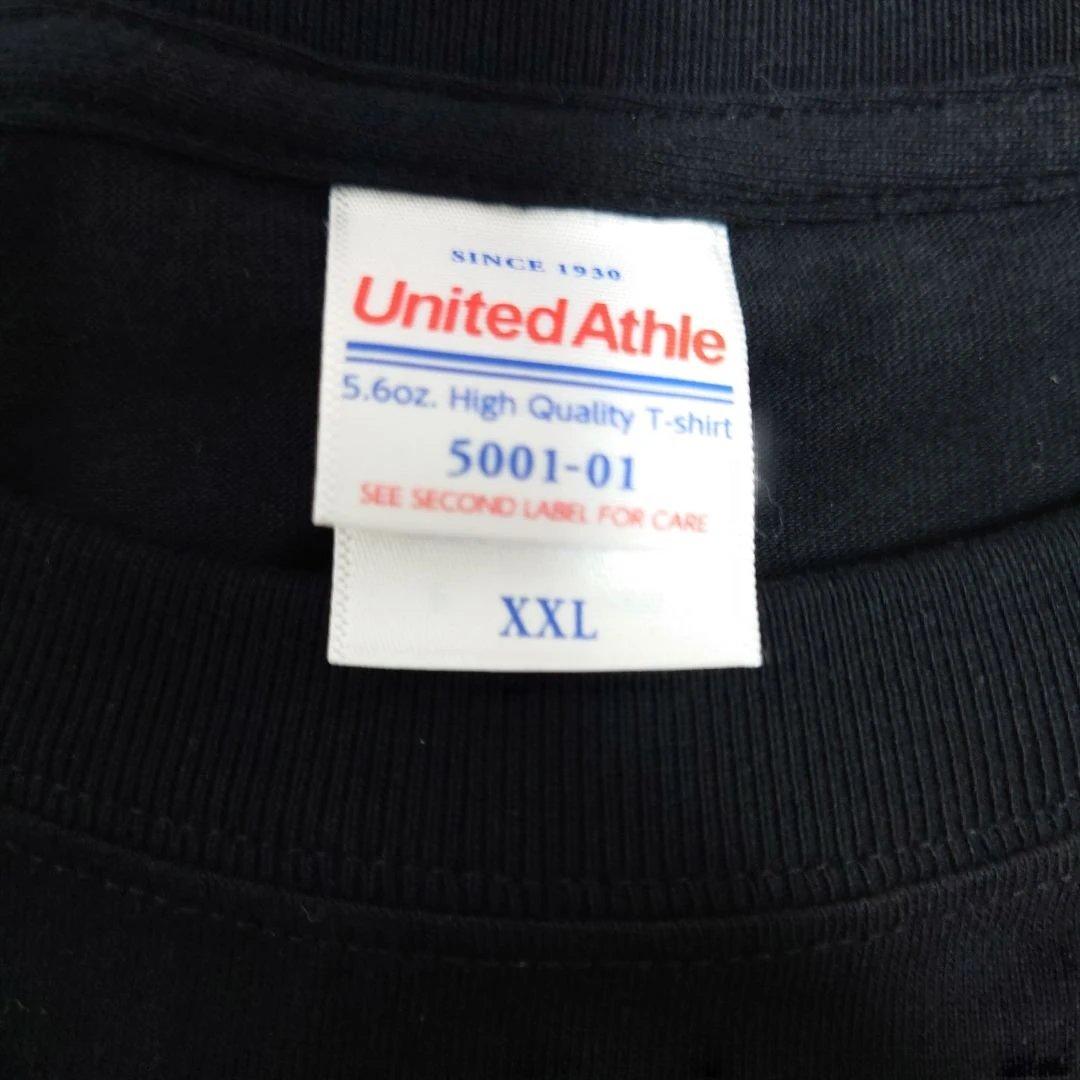 SINCE 1930
United Athle
5.6oz. High Quality T-shirt
5001-01
SEE SECOND LABEL FOR CARE
XXL